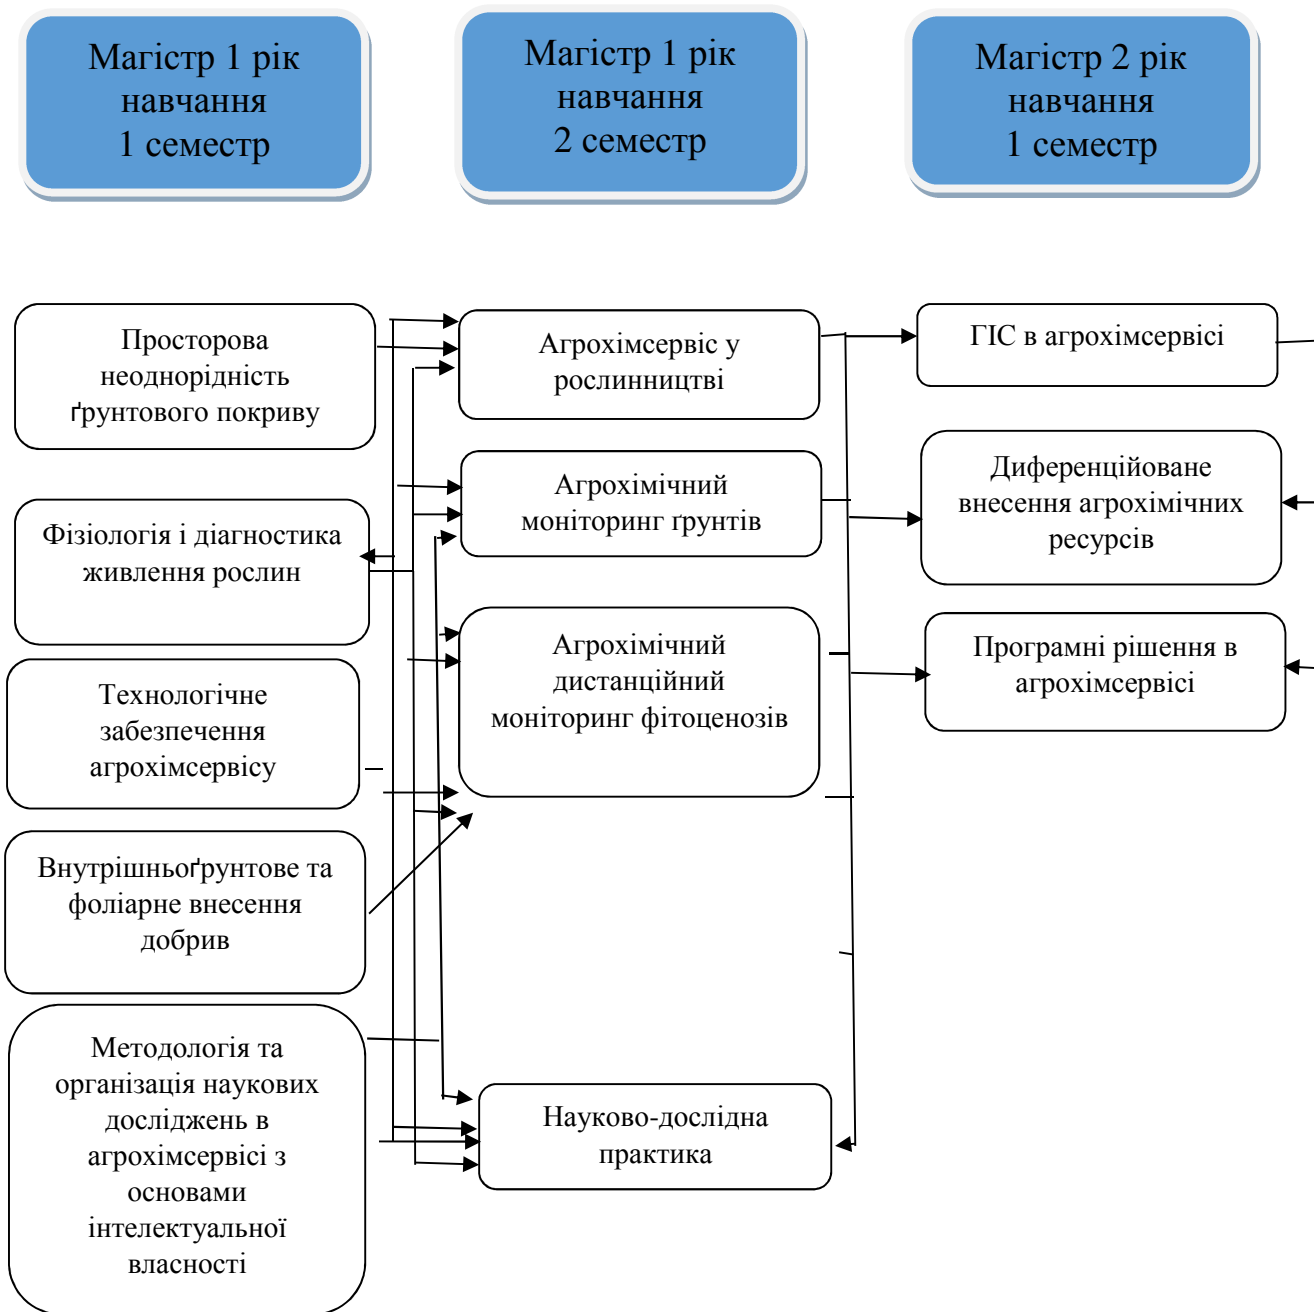 Магістр 1 рік
навчання
1 семестр
Магістр 1 рік
навчання
2 семестр
Магістр 2 рік
навчання
1 семестр
Просторова
неоднорідність
ґрунтового покриву
Фізіологія і діагностика
живлення рослин
Технологічне
забезпечення
агрохімсервісу
Внутрішньоґрунтове та
фоліарне внесення
добрив
Методологія та
організація наукових
досліджень в
агрохімсервісі з
основами
інтелектуальної
власності
Агрохімсервіс у
рослинництві
Агрохімічний
моніторинг ґрунтів
Агрохімічний
дистанційний
моніторинг фітоценозів
Науково-дослідна
практика
ГІС в агрохімсервісі
Диференційоване
внесення агрохімічних
ресурсів
Програмні рішення в
агрохімсервісі